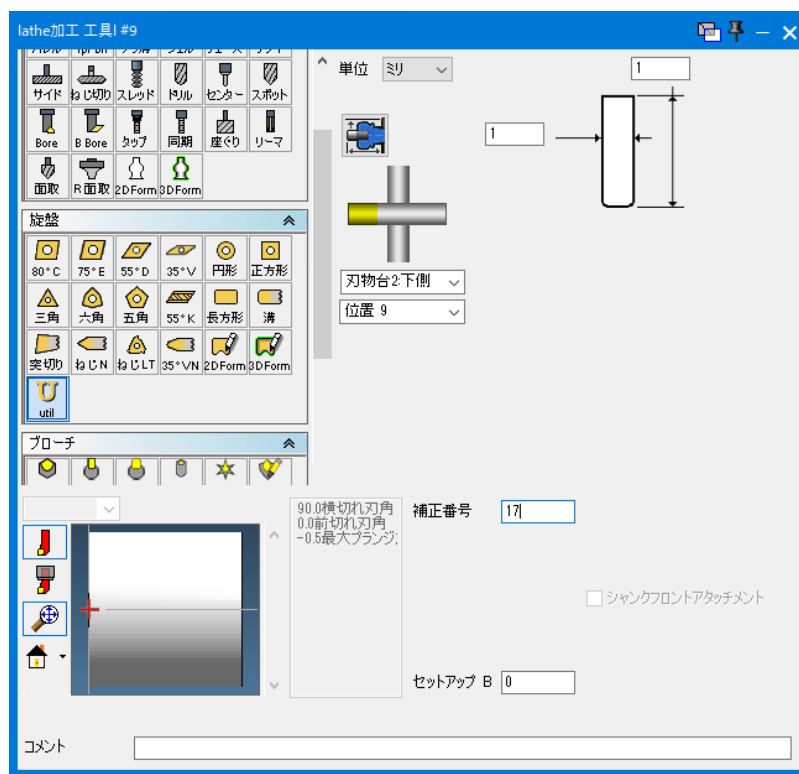 lathe加工 工具l #9
サイド ねじ切り スレッド ドリル センター スポット
Bore B Bore タップ 同期 座ぐり リーマ
面取 R面取 2DForm 3DForm
旋盤
80°C 75°E 55°D 35°V 円形 正方形
三角 六角 五角 55°K 長方形 溝
突切り ねじN ねじLT 35°VN 2DForm 3DForm
util
ブローチ
単位 ミリ
1
1
刃物台2:下側
位置 9
90.0横切れ刃角
0.0前切れ刃角
-0.5最大プランジ:
補正番号 17
シャンクフロントアタッチメント
セットアップ B 0
コメント